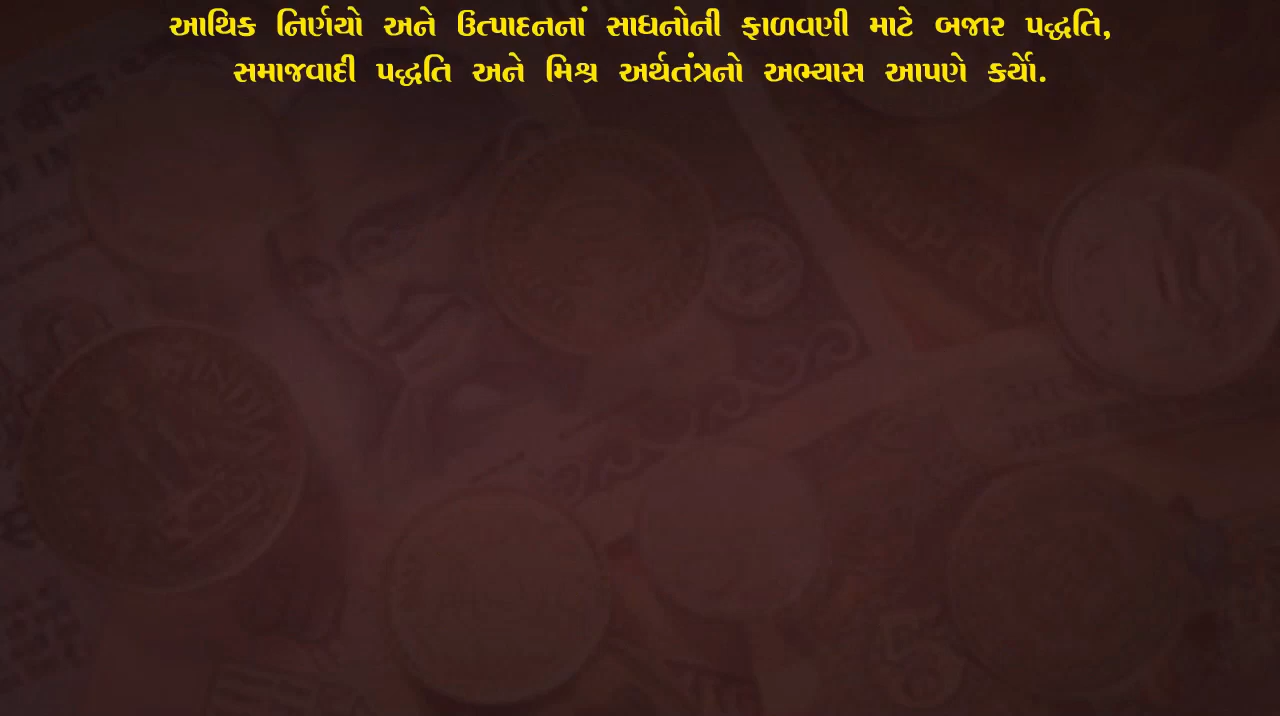 આથિક નિર્ણયો અને ઉત્પાદનનાં સાધનોની ફાળવણી માટે બજાર પદ્ધતિ,
સમાજવાદી પદ્ધતિ અને મિશ્ર અર્થતંત્રનો અભ્યાસ આપણે કર્યો.